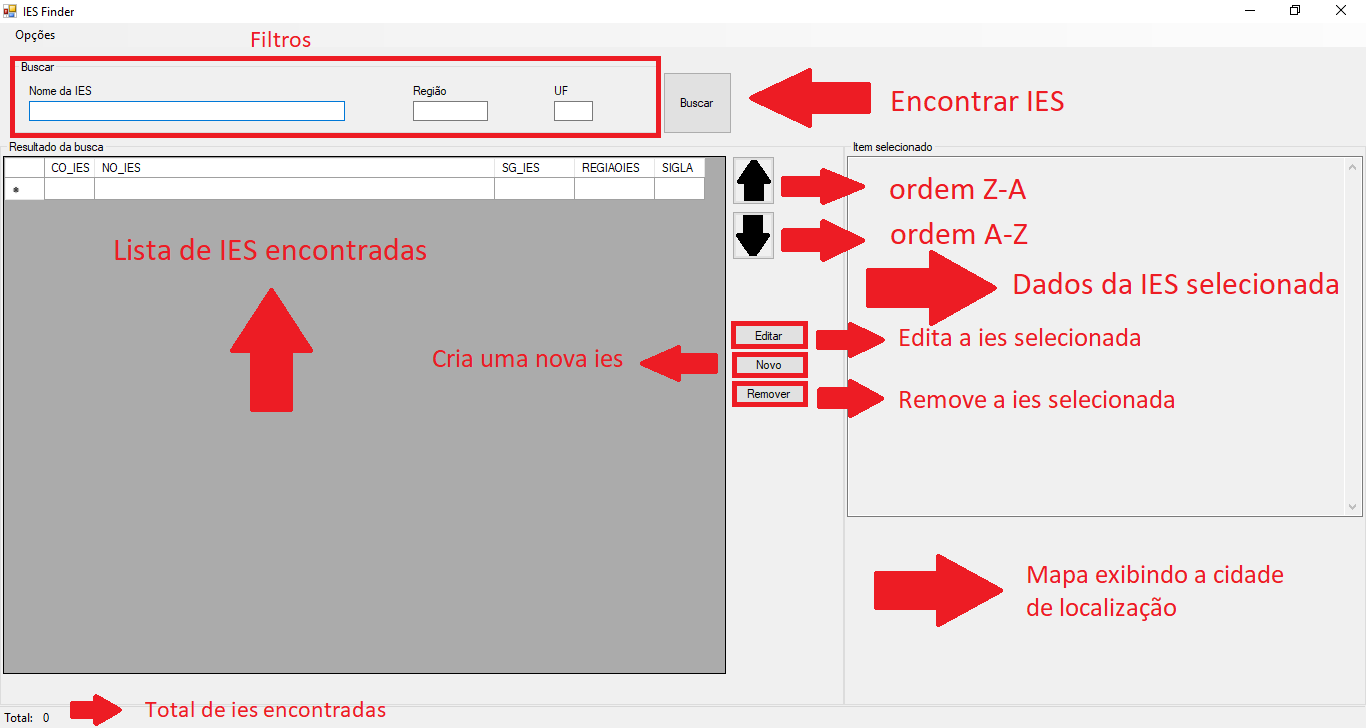 IES Finder
Opções
Filtros
Buscar
Nome da IES
Região
UF
Buscar
Encontrar IES
Resultado da busca
Item selecionado
CO_IES NO_IES SG_IES REGIAOIES SIGLA
*
ordem Z-A
ordem A-Z
Lista de IES encontradas
Dados da IES selecionada
Editar
Edita a ies selecionada
Cria uma nova ies
Novo
Remover
Remove a ies selecionada
Mapa exibindo a cidade
de localização
Total: 0
Total de ies encontradas